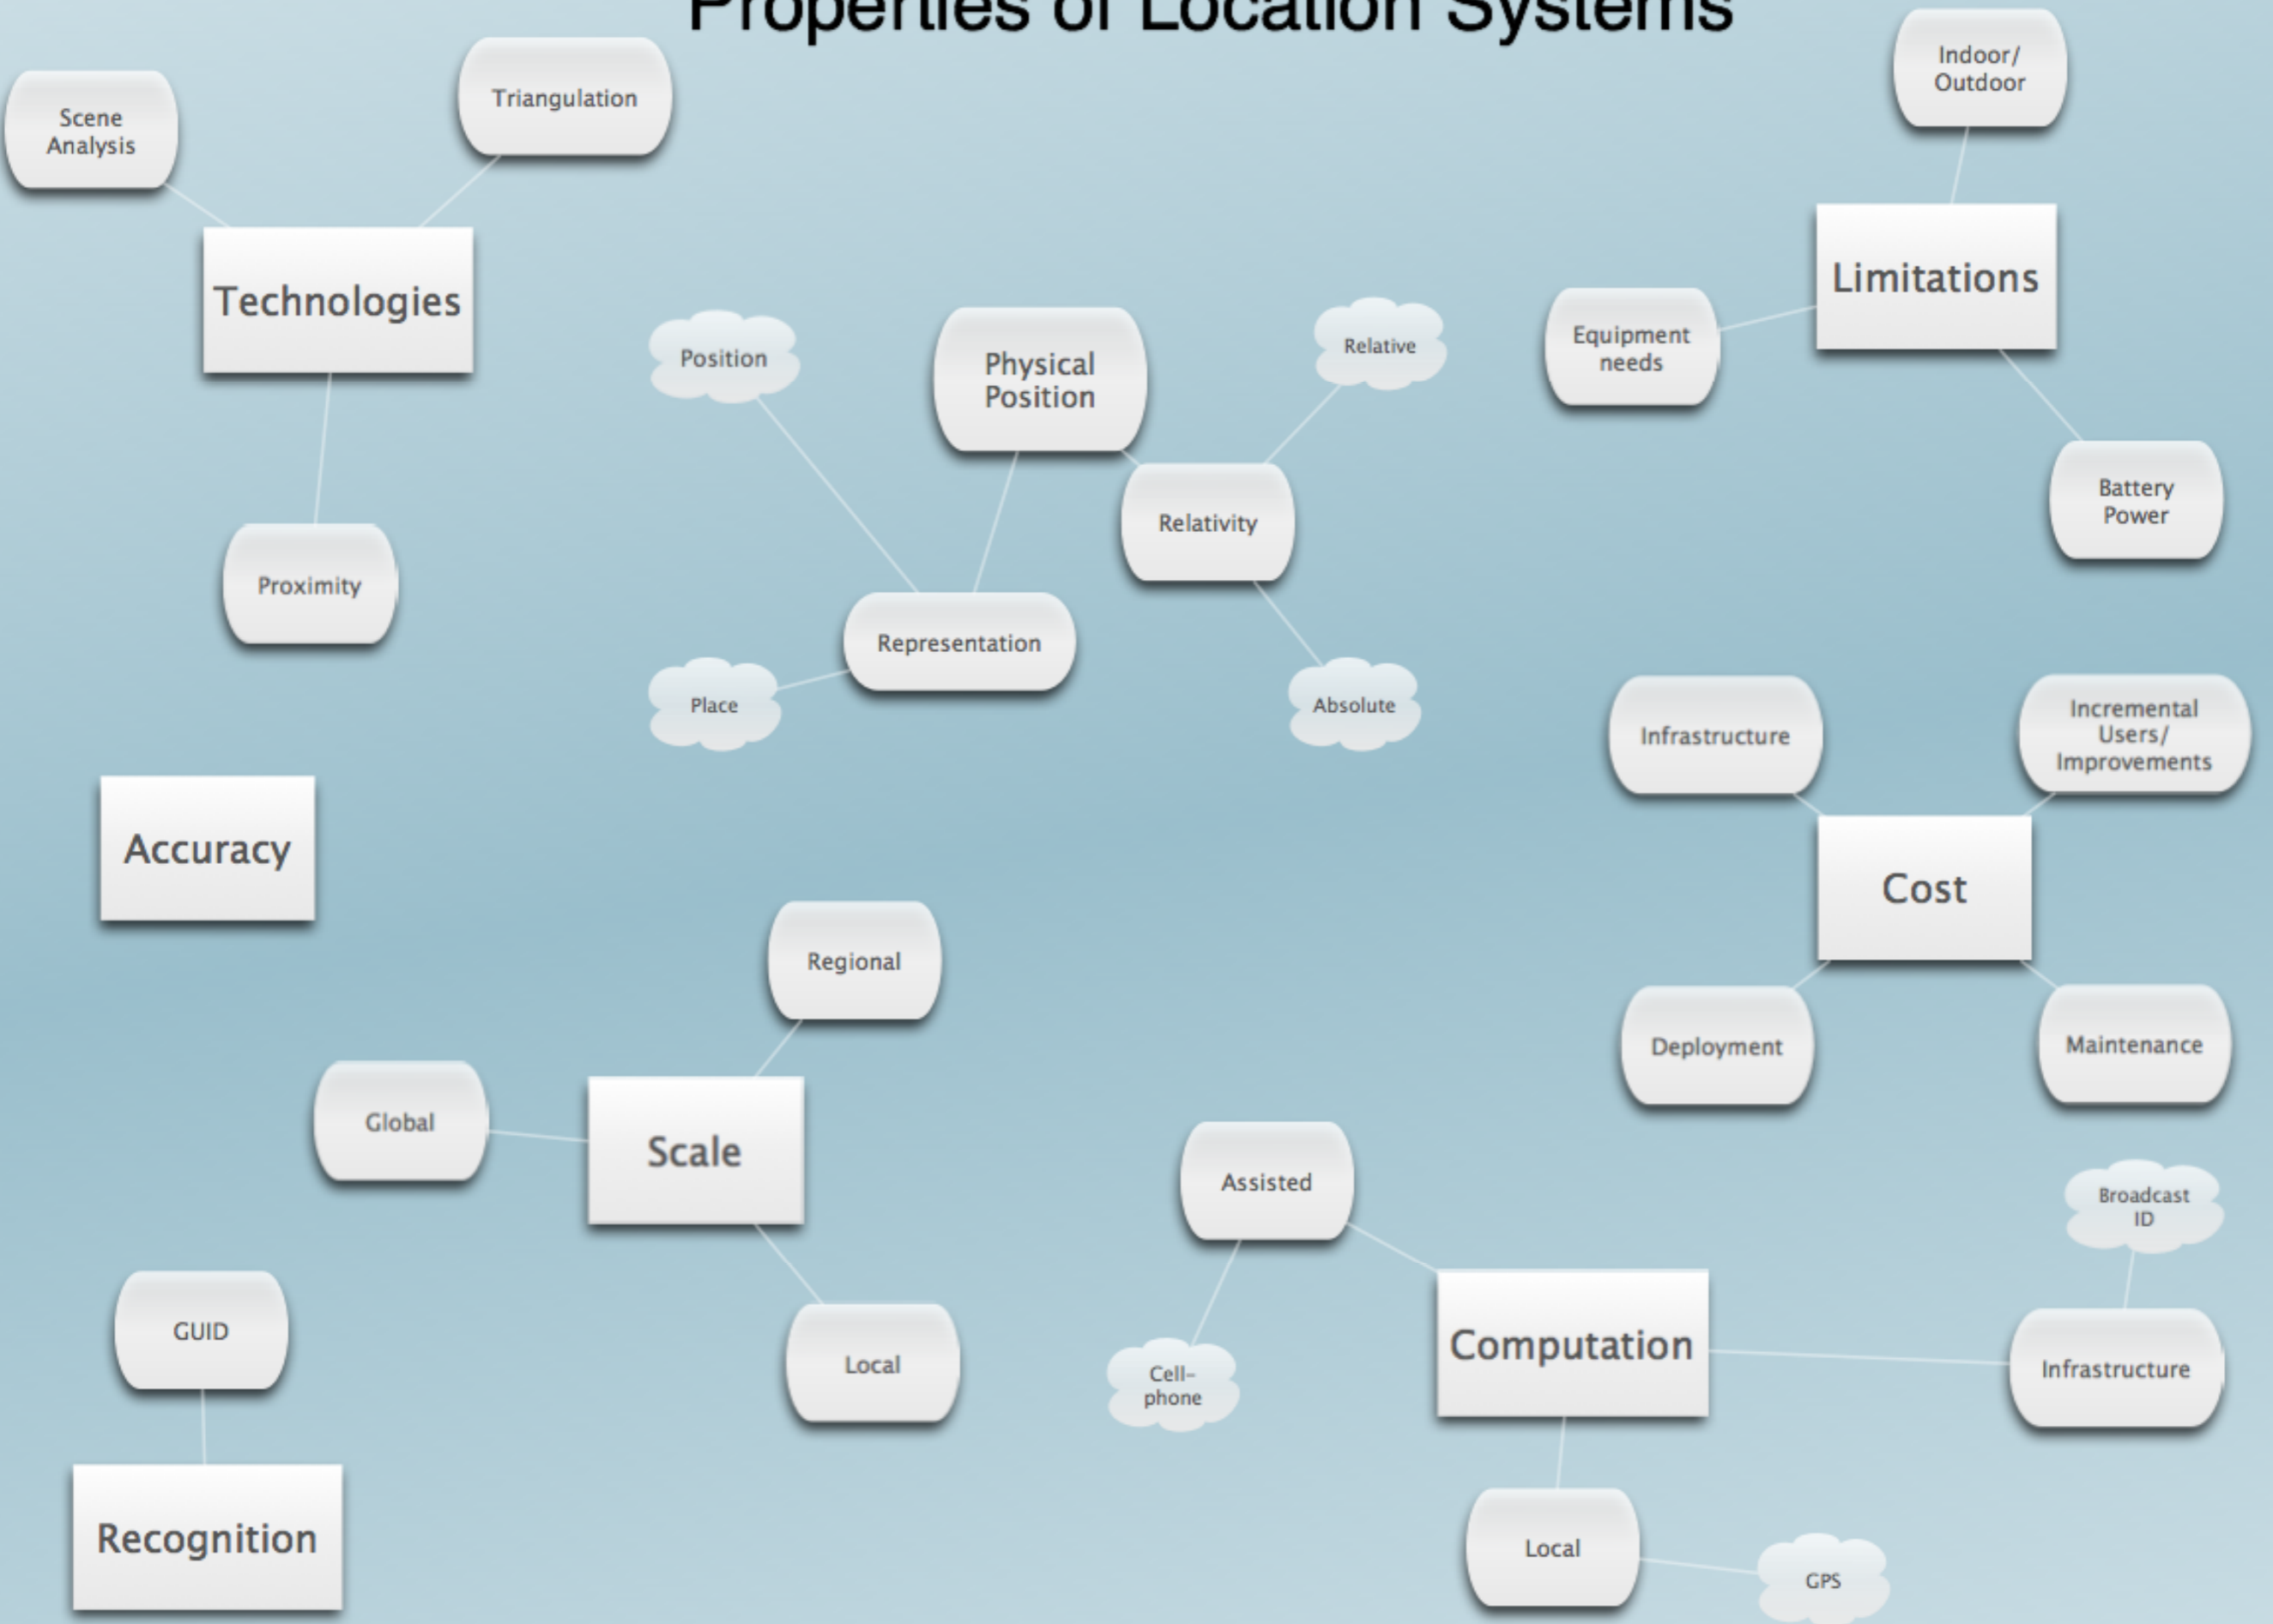 Properties of Location Systems
Scene
Analysis
Triangulation
Technologies
Proximity
Position
Physical
Position
Relative
Relativity
Representation
Place
Absolute
Indoor/
Outdoor
Limitations
Equipment
needs
Battery
Power
Accuracy
Infrastructure
Incremental
Users/
Improvements
Cost
Deployment
Maintenance
Regional
Global
Scale
Local
GUID
Recognition
Assisted
Cell-
phone
Computation
Broadcast
ID
Infrastructure
Local
GPS